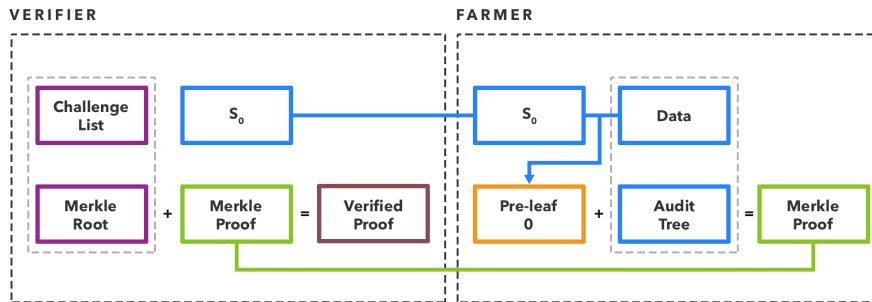 VERIFIER
FARMER
Challenge
List
S₀
S₀
Data
Merkle
Root
+
Merkle
Proof
=
Verified
Proof
Pre-leaf
0
+
Audit
Tree
=
Merkle
Proof